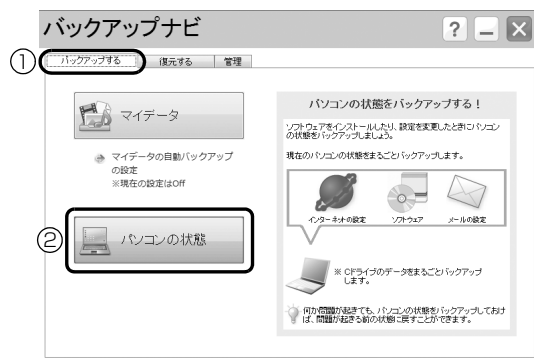 バックアップナビ
? － ×
① バックアップする 復元する 管理
マイデータ
マイデータの自動バックアップ
の設定
※現在の設定はOff
② パソコンの状態
パソコンの状態をバックアップする！
ソフトウェアをインストールしたり、設定を変更したときにパソコン
の状態をバックアップしましょう。
現在のパソコンの状態をまるごとバックアップします。
インターネットの設定 ソフトウェア メールの設定
※ Cドライブのデータをまるごとバックアップ
します。
何か問題が起きても、パソコンの状態をバックアップしておけ
ば、問題が起きる前の状態に戻すことができます。